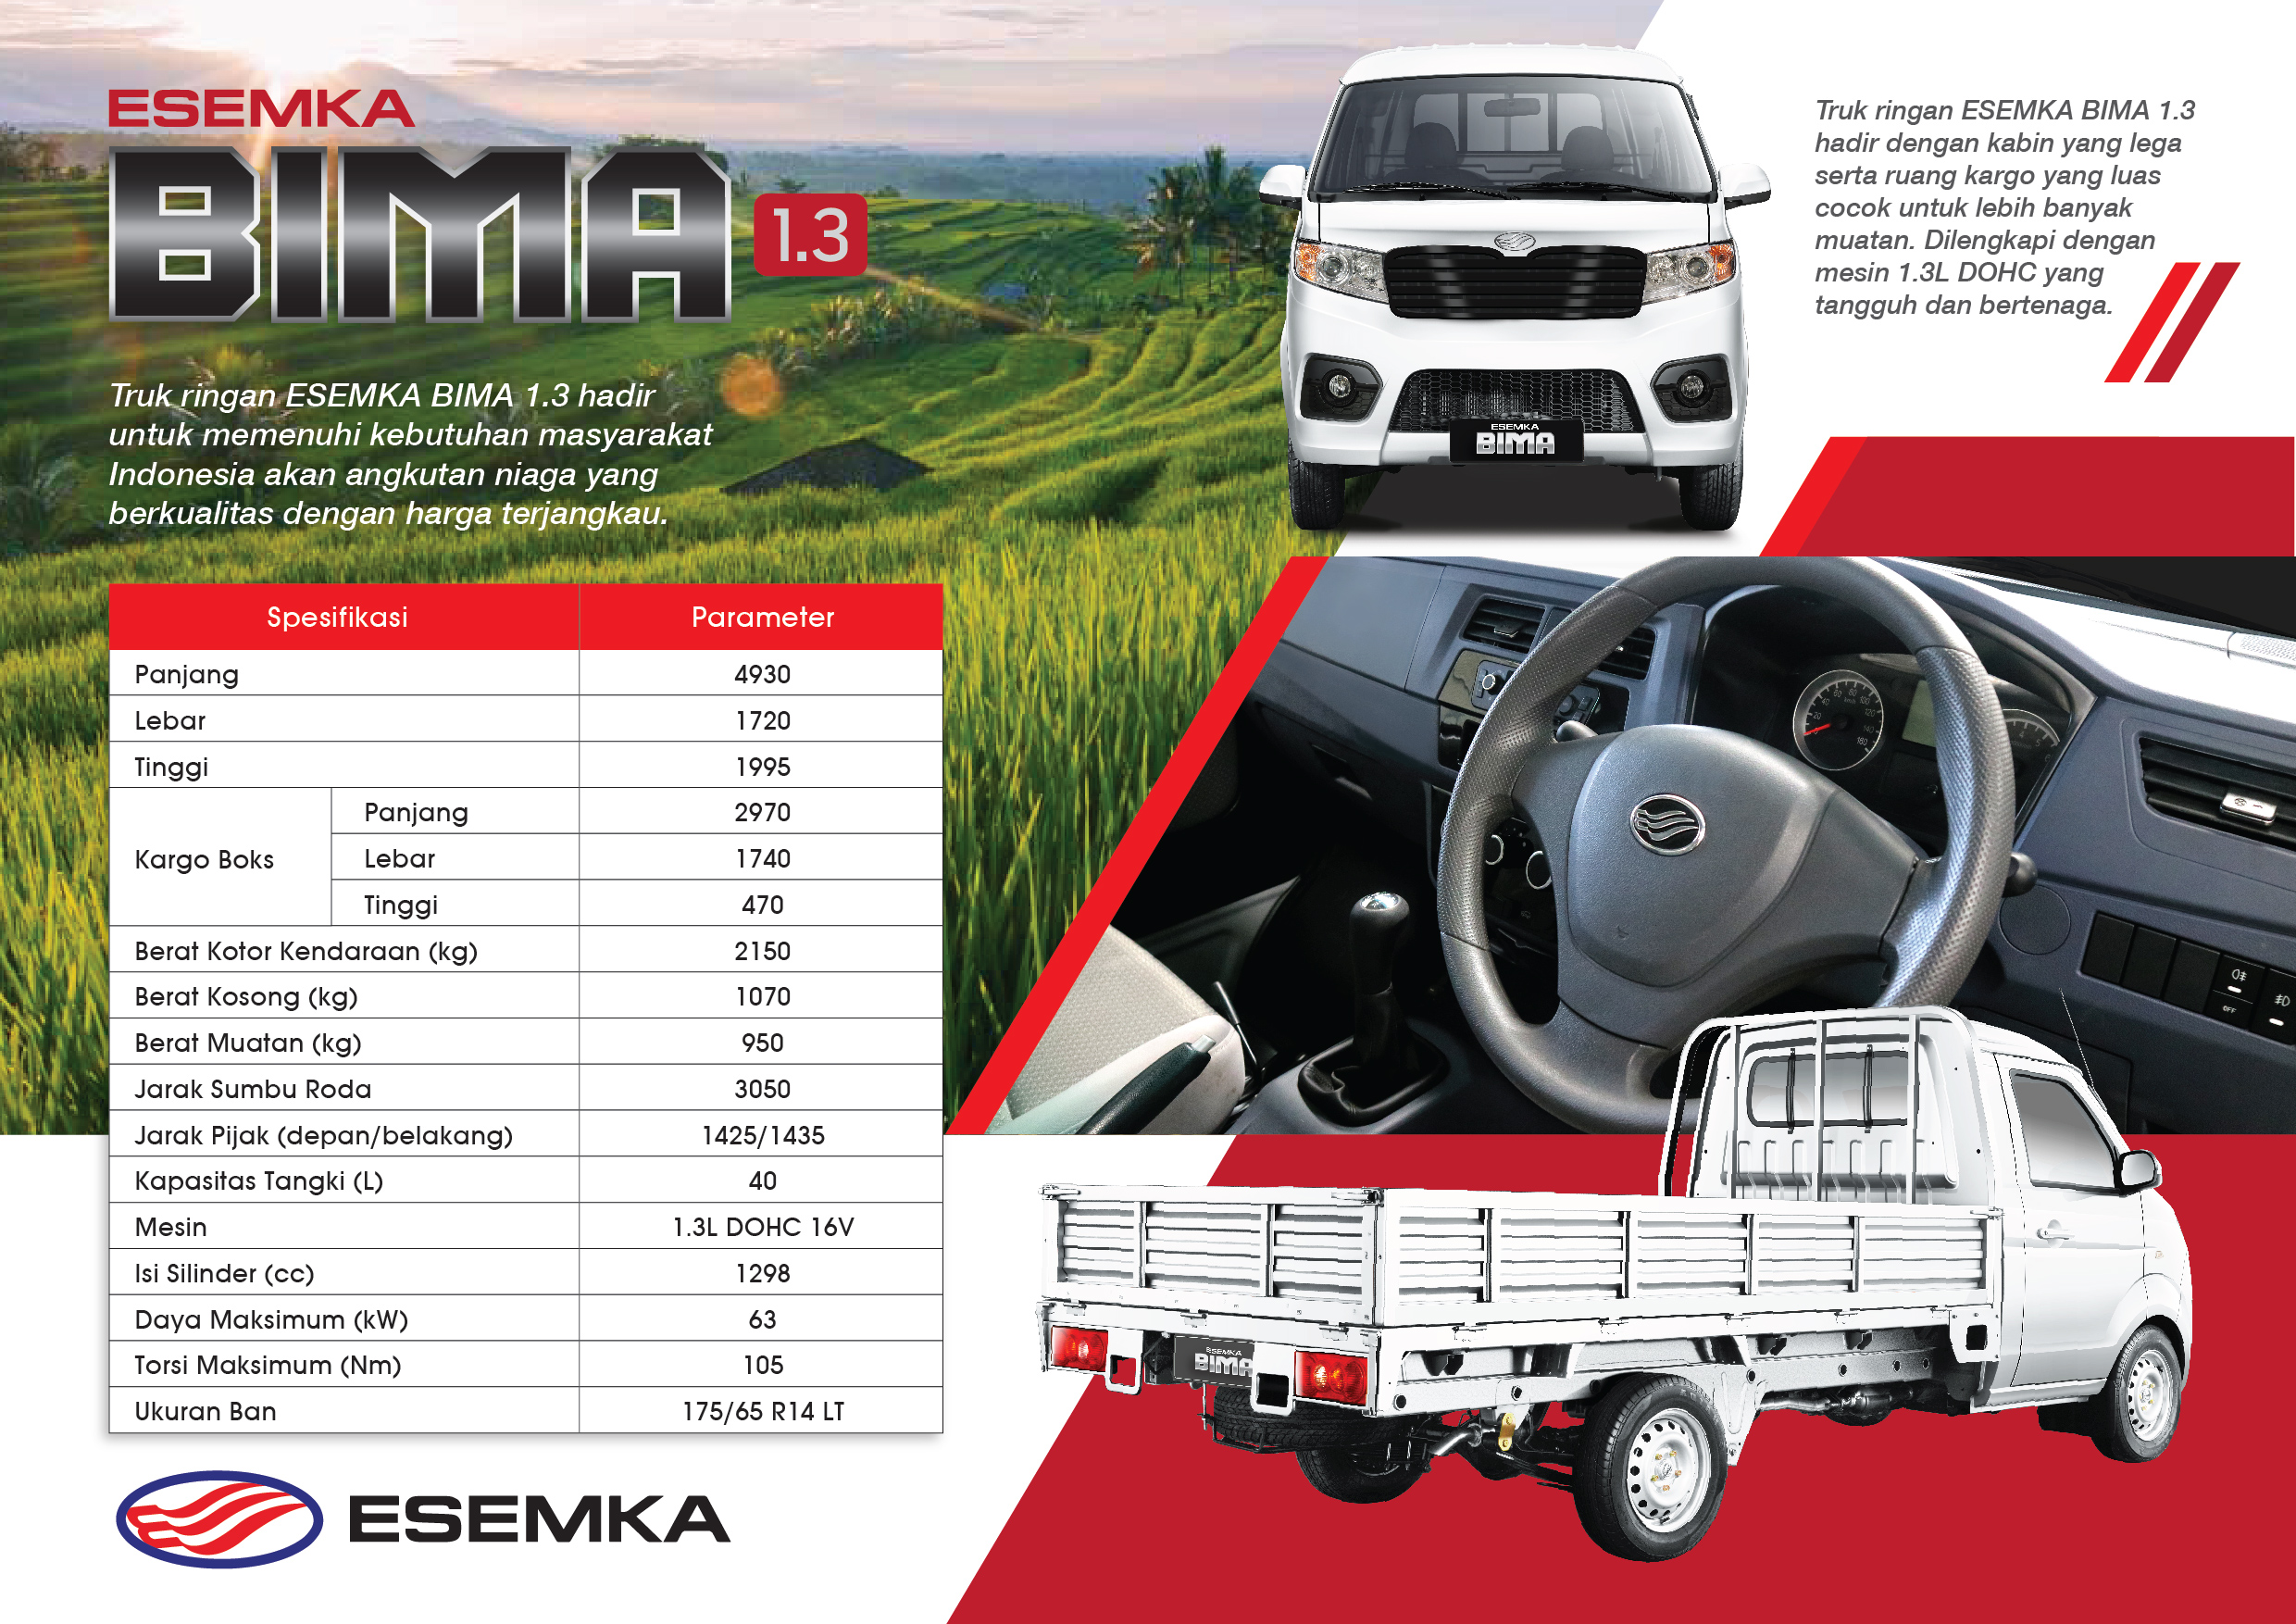 ESEMKA
BIMA 1.3
Truk ringan ESEMKA BIMA 1.3 hadir
untuk memenuhi kebutuhan masyarakat
Indonesia akan angkutan niaga yang
berkualitas dengan harga terjangkau.
Truk ringan ESEMKA BIMA 1.3
hadir dengan kabin yang lega
serta ruang kargo yang luas
cocok untuk lebih banyak
muatan. Dilengkapi dengan
mesin 1.3L DOHC yang
tangguh dan bertenaga.
ESEMKA
BIMA
Spesifikasi Parameter
Panjang 4930
Lebar 1720
Tinggi 1995
Kargo Boks
Panjang 2970
Lebar 1740
Tinggi 470
Berat Kotor Kendaraan (kg) 2150
Berat Kosong (kg) 1070
Berat Muatan (kg) 950
Jarak Sumbu Roda 3050
Jarak Pijak (depan/belakang) 1425/1435
Kapasitas Tangki (L) 40
Mesin 1.3L DOHC 16V
Isi Silinder (cc) 1298
Daya Maksimum (kW) 63
Torsi Maksimum (Nm) 105
Ukuran Ban 175/65 R14 LT
OFF
ESEMKA
BIMA
ESEMKA